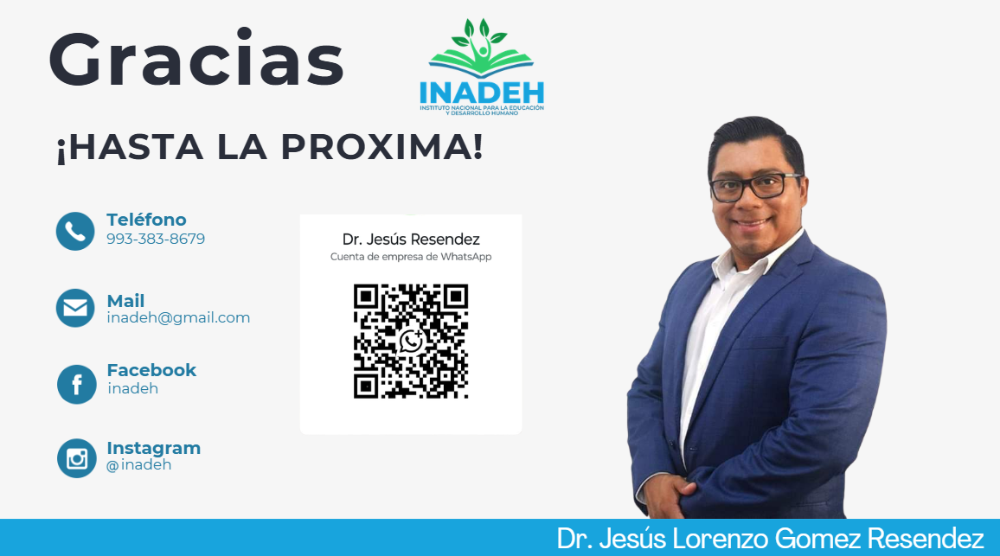 Gracias
INADEH
INSTITUTO NACIONAL PARA LA EDUCACIÓN
Y DESARROLLO HUMANO
¡HASTA LA PROXIMA!
Teléfono
993-383-8679
Mail
inadeh@gmail.com
Facebook
inadeh
Instagram
@inadeh
Dr. Jesús Resendez
Cuenta de empresa de WhatsApp
Dr. Jesús Lorenzo Gomez Resendez